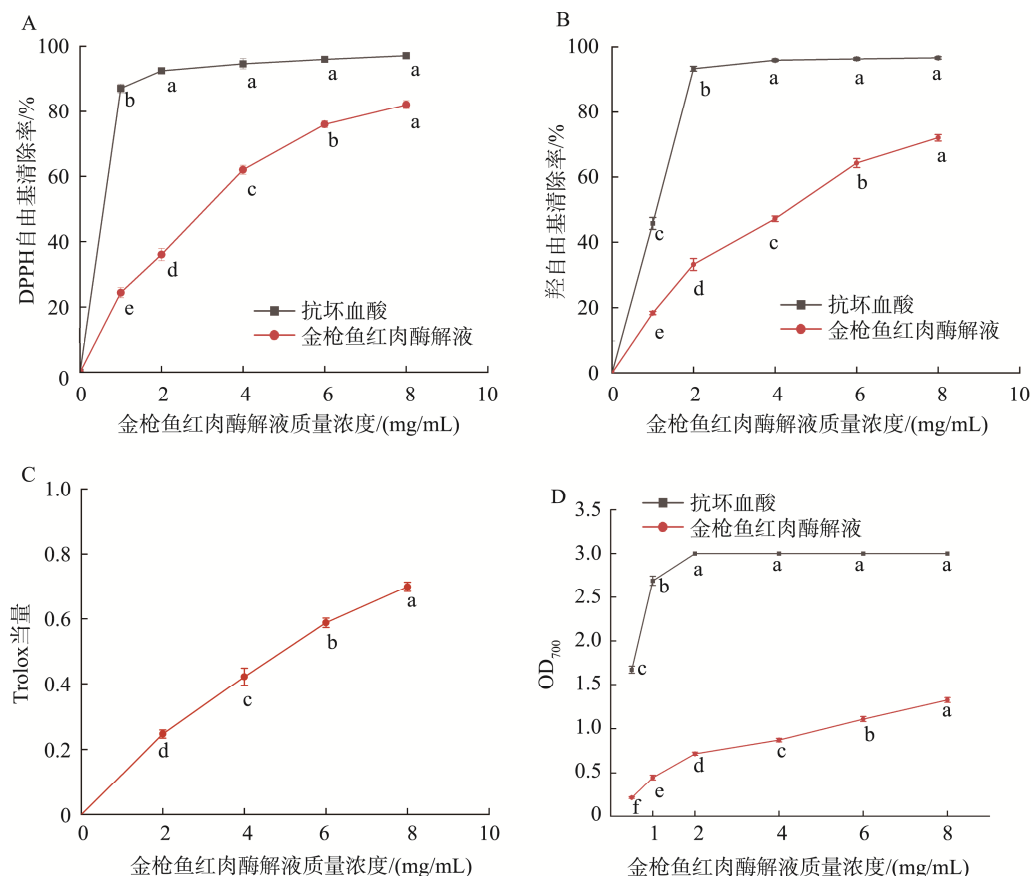 A
DPPH自由基清除率/%
100
80
60
40
20
0
b
a
a
a
a
e
d
c
b
a
抗坏血酸
金枪鱼红肉酶解液
0
2
4
6
8
10
金枪鱼红肉酶解液质量浓度/(mg/mL)
B
羟自由基清除率/%
100
80
60
40
20
0
c
b
a
a
a
e
d
c
b
a
抗坏血酸
金枪鱼红肉酶解液
0
2
4
6
8
10
金枪鱼红肉酶解液质量浓度/(mg/mL)
C
Trolox当量
1.0
0.8
0.6
0.4
0.2
0
d
c
b
a
0
2
4
6
8
10
金枪鱼红肉酶解液质量浓度/(mg/mL)
D
抗坏血酸
金枪鱼红肉酶解液
OD700
3.5
3.0
2.5
2.0
1.5
1.0
0.5
0
c
b
a
a
a
a
f
e
d
c
b
a
1
2
4
6
8
金枪鱼红肉酶解液质量浓度/(mg/mL)